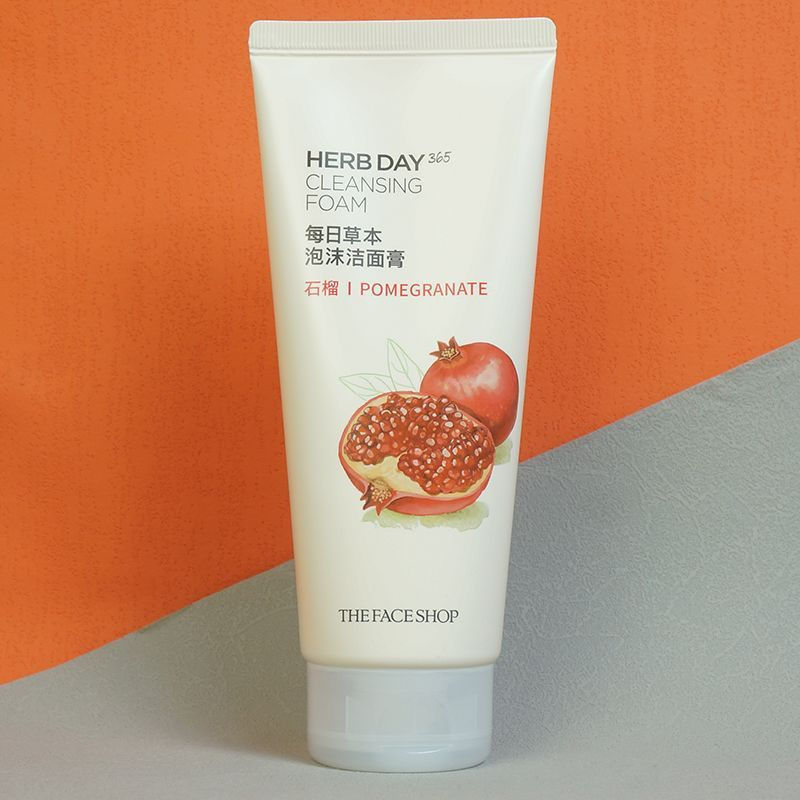 HERB DAY 365
CLEANSING
FOAM
每日草本
泡沫洁面膏
石榴 | POMEGRANATE
THE FACE SHOP